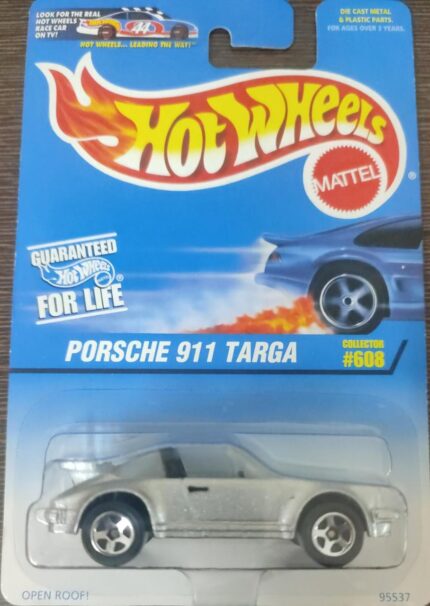 LOOK FOR THE REAL
HOT WHEELS
RACE CAR
ON TV!
44
HOT WHEELS... LEADING THE WAY!™
DIE CAST METAL
& PLASTIC PARTS.
FOR AGES OVER 3 YEARS.
HOT WHEELS
MATTEL
®
GUARANTEED
HOT WHEELS ®
FOR LIFE
PORSCHE 911 TARGA
COLLECTOR
#608
OPEN ROOF!
95537